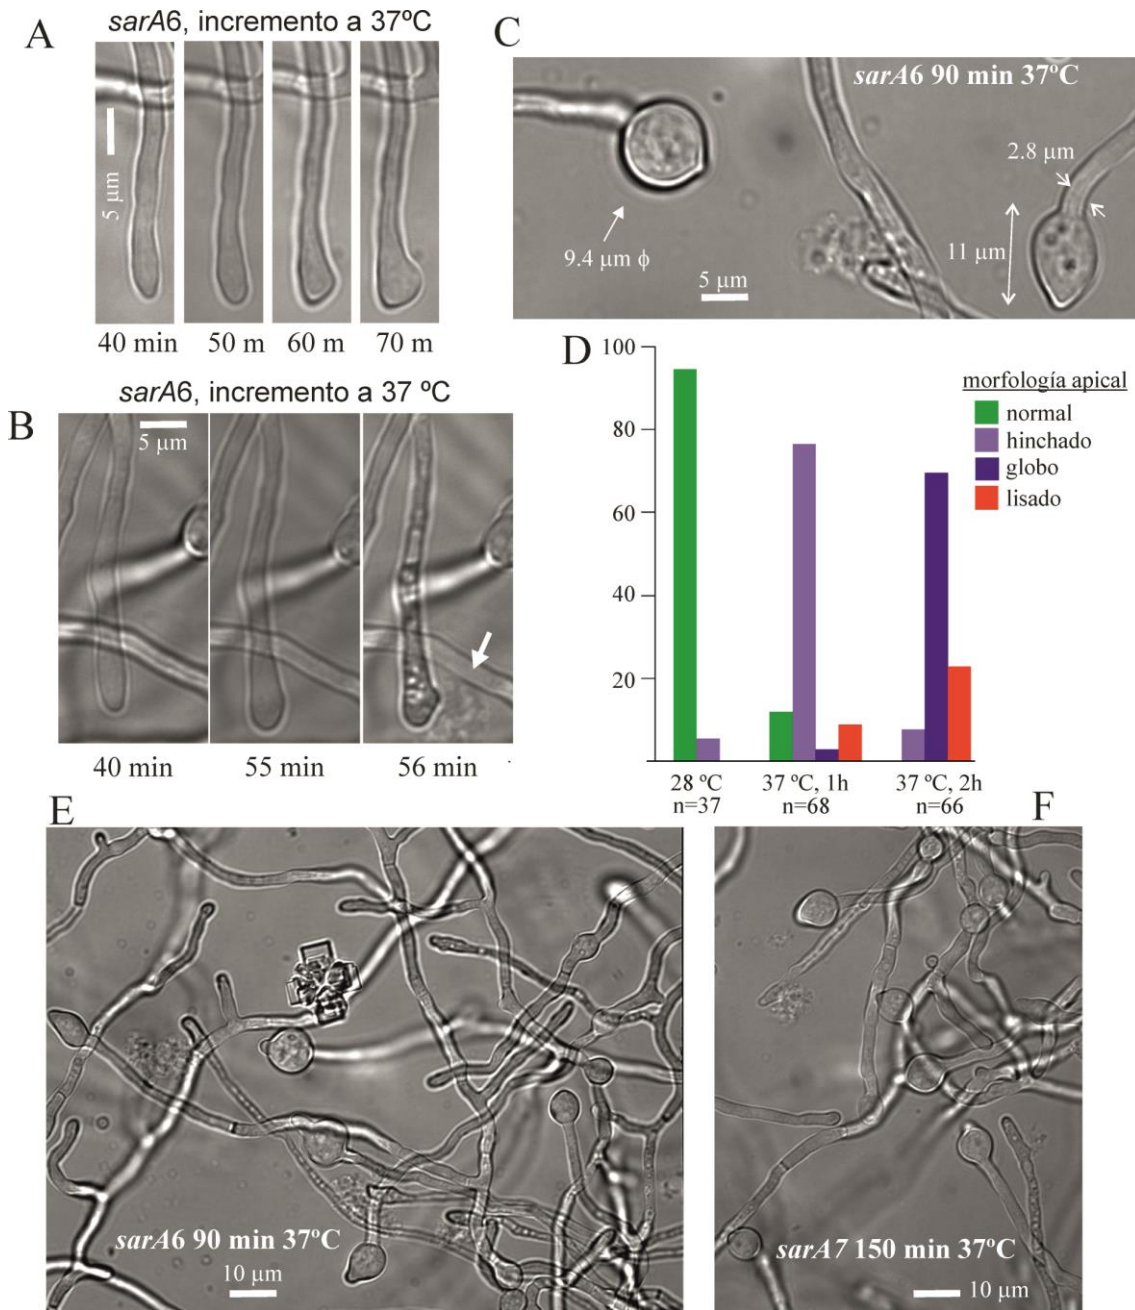 A
sarA6, incremento a 37ºC
5 µm
40 min
50 m
60 m
70 m
B
sarA6, incremento a 37 ºC
5 µm
40 min
55 min
56 min
C
sarA6 90 min 37ºC
2.8 µm
11 µm
9.4 µm ϕ
5 µm
D
100
80
60
40
20
28 ºC
n=37
37 ºC, 1h
n=68
37 ºC, 2h
n=66
morfología apical
normal
hinchado
globo
lisado
E
sarA6 90 min 37ºC
10 µm
F
sarA7 150 min 37ºC
10 µm